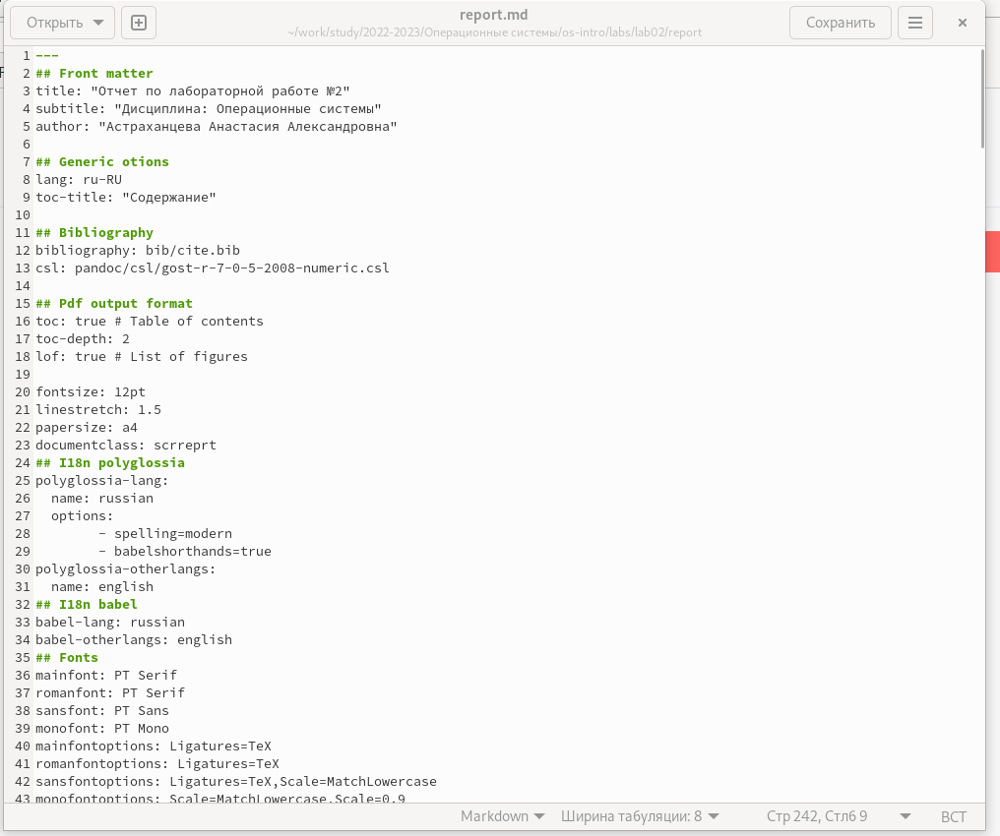 Открыть
report.md
~/work/study/2022-2023/Операционные системы/os-intro/labs/lab02/report
Сохранить
1 ---
2 ## Front matter
3 title: "Отчет по лабораторной работе №2"
4 subtitle: "Дисциплина: Операционные системы"
5 author: "Астраханцева Анастасия Александровна"
6
7 ## Generic otions
8 lang: ru-RU
9 toc-title: "Содержание"
10
11 ## Bibliography
12 bibliography: bib/cite.bib
13 csl: pandoc/csl/gost-r-7-0-5-2008-numeric.csl
14
15 ## Pdf output format
16 toc: true # Table of contents
17 toc-depth: 2
18 lof: true # List of figures
19
20 fontsize: 12pt
21 linestretch: 1.5
22 papersize: a4
23 documentclass: scrreprt
24 ## I18n polyglossia
25 polyglossia-lang:
26   name: russian
27   options:
28         - spelling=modern
29         - babelshorthands=true
30 polyglossia-otherlangs:
31   name: english
32 ## I18n babel
33 babel-lang: russian
34 babel-otherlangs: english
35 ## Fonts
36 mainfont: PT Serif
37 romanfont: PT Serif
38 sansfont: PT Sans
39 monofont: PT Mono
40 mainfontoptions: Ligatures=TeX
41 romanfontoptions: Ligatures=TeX
42 sansfontoptions: Ligatures=TeX,Scale=MatchLowercase
43 monofontoptions: Scale=MatchLowercase,Scale=0.9
Markdown Ширина табуляции: 8 Стр 242, Стлб 9 ВСТ